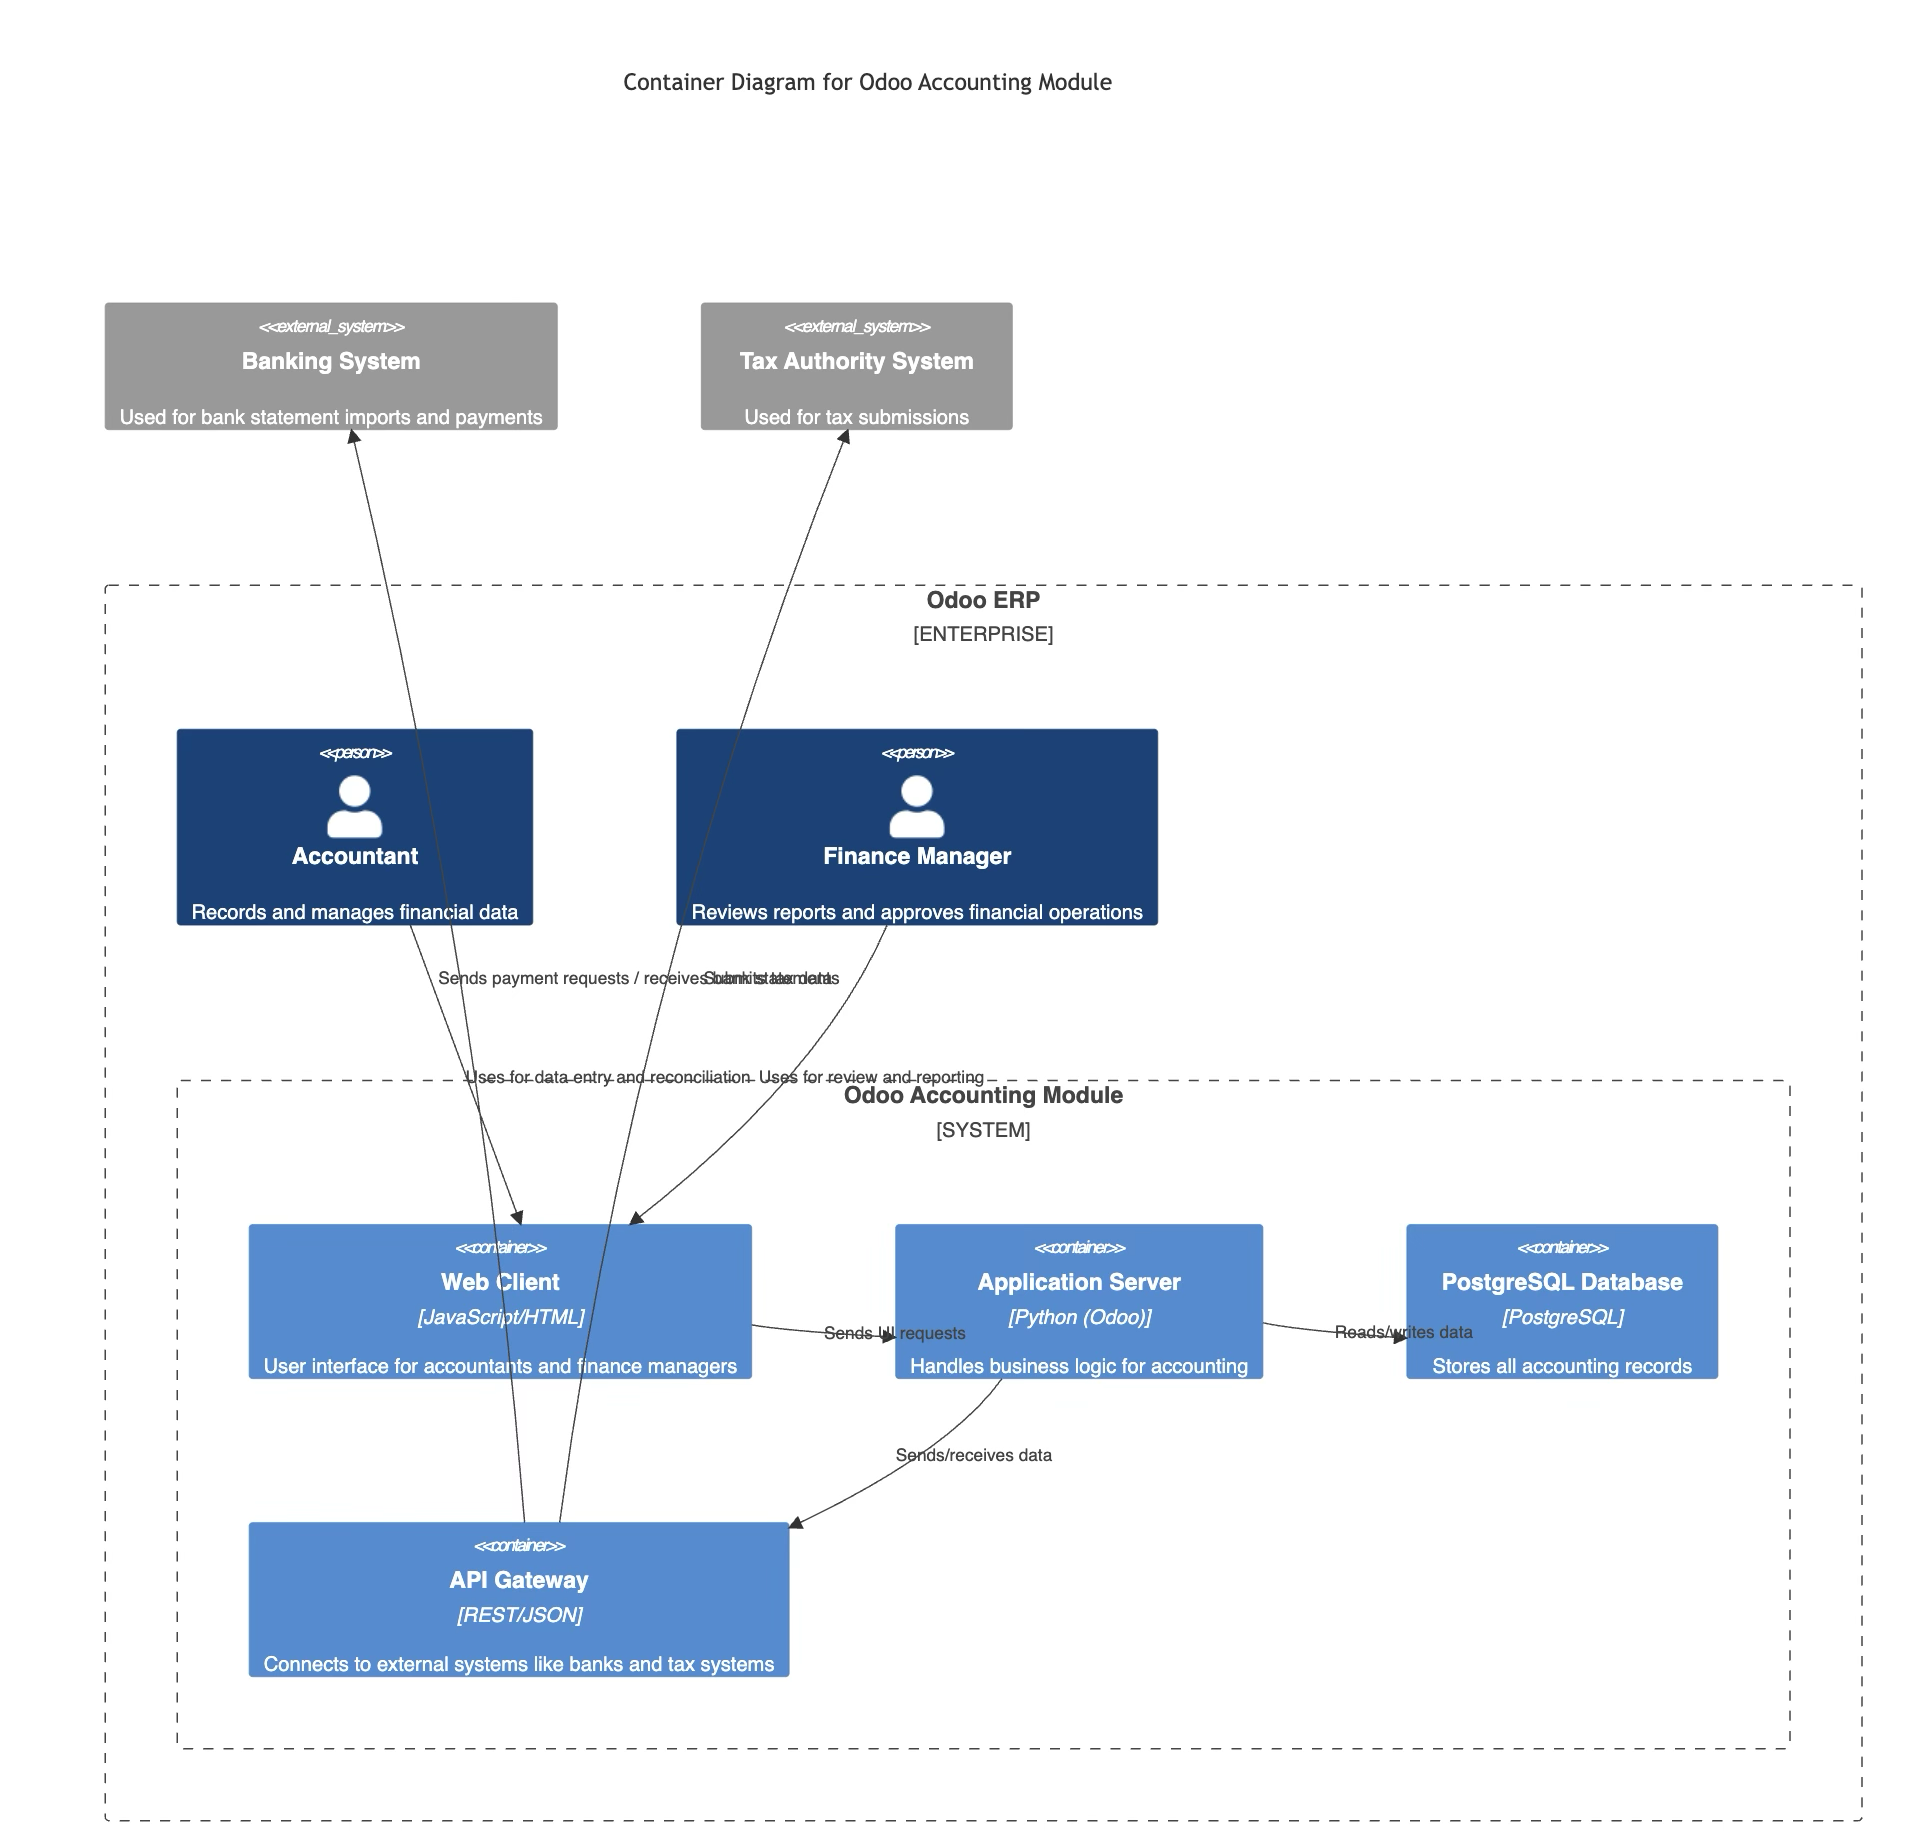 Container Diagram for Odoo Accounting Module
<<external_system>>
Banking System
Used for bank statement imports and payments
<<external_system>>
Tax Authority System
Used for tax submissions
Odoo ERP
[ENTERPRISE]
<<person>>
Accountant
Records and manages financial data
<<person>>
Finance Manager
Reviews reports and approves financial operations
Sends payment requests / receives bank statements
Submits tax data
Uses for data entry and reconciliation
Uses for review and reporting
Odoo Accounting Module
[SYSTEM]
<<container>>
Web Client
[JavaScript/HTML]
User interface for accountants and finance managers
Sends UI requests
<<container>>
Application Server
[Python (Odoo)]
Handles business logic for accounting
Reads/writes data
<<container>>
PostgreSQL Database
[PostgreSQL]
Stores all accounting records
Sends/receives data
<<container>>
API Gateway
[REST/JSON]
Connects to external systems like banks and tax systems